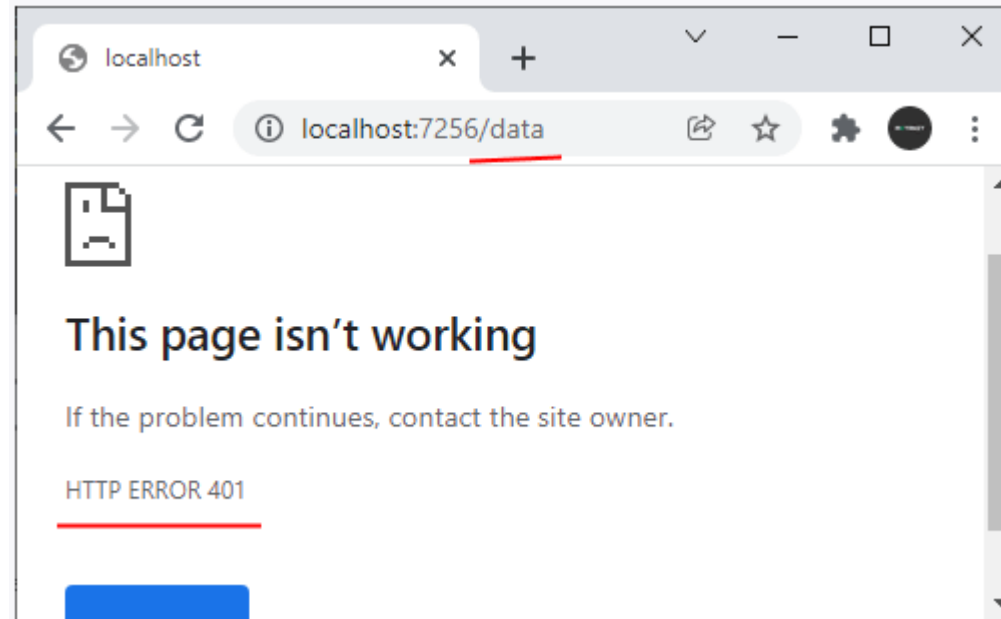 localhost
localhost:7256/data
This page isn't working
If the problem continues, contact the site owner.
HTTP ERROR 401